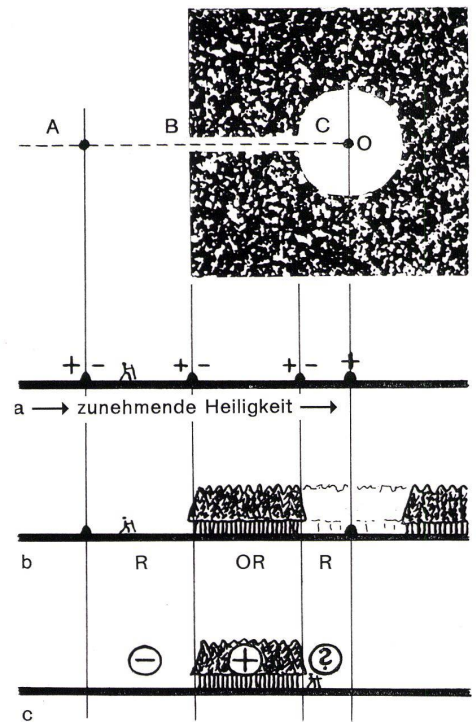 A B C O
+ - + - + - +
a → zunehmende Heiligkeit →
b R OR R
- + ?
c